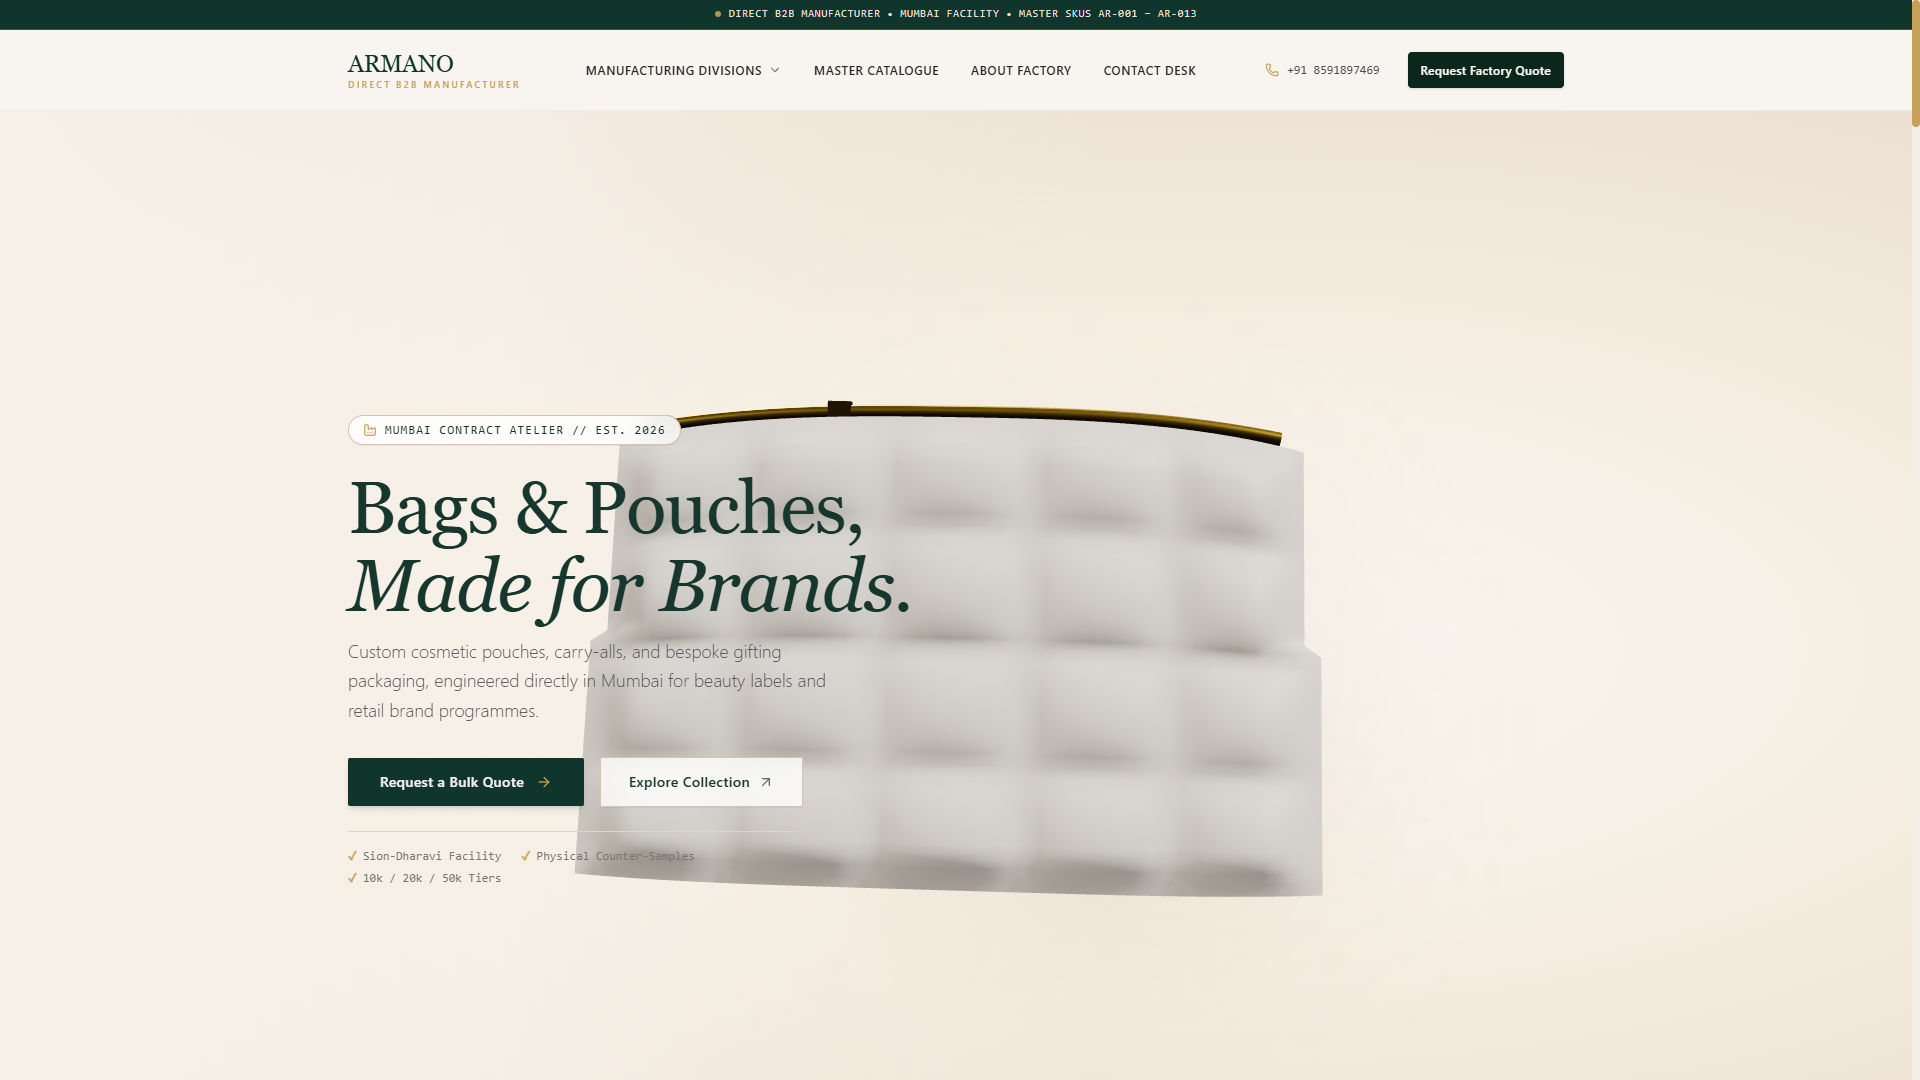 DIRECT B2B MANUFACTURER • MUMBAI FACILITY • MASTER SKUS AR-001 – AR-013
ARMANO
DIRECT B2B MANUFACTURER
MANUFACTURING DIVISIONS
MASTER CATALOGUE
ABOUT FACTORY
CONTACT DESK
+91 8591897469
Request Factory Quote
MUMBAI CONTRACT ATELIER // EST. 2026
Bags & Pouches,
Made for Brands.
Custom cosmetic pouches, carry-alls, and bespoke gifting
packaging, engineered directly in Mumbai for beauty labels and
retail brand programmes.
Request a Bulk Quote →
Explore Collection ↗
✓ Sion-Dharavi Facility ✓ Physical Counter-Samples
✓ 10k / 20k / 50k Tiers